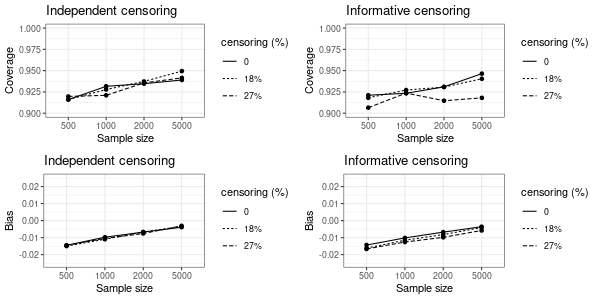 Independent censoring
Informative censoring
1.000
0.975
0.950
0.925
0.900
Coverage
500 1000 2000 5000
Sample size
censoring (%)
0
18%
27%
1.000
0.975
0.950
0.925
0.900
Coverage
500 1000 2000 5000
Sample size
censoring (%)
0
18%
27%
Independent censoring
Informative censoring
0.02
0.01
0.00
-0.01
-0.02
Bias
500 1000 2000 5000
Sample size
censoring (%)
0
18%
27%
0.02
0.01
0.00
-0.01
-0.02
Bias
500 1000 2000 5000
Sample size
censoring (%)
0
18%
27%